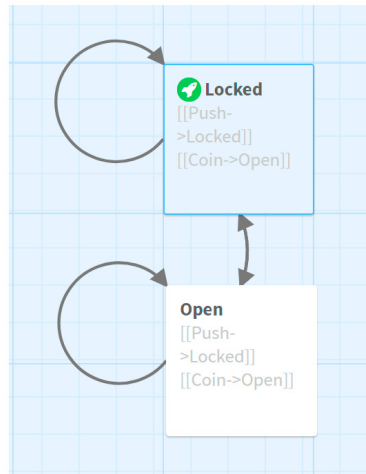 Locked
[[Push-
>Locked]]
[[Coin->Open]]
Open
[[Push-
>Locked]]
[[Coin->Open]]